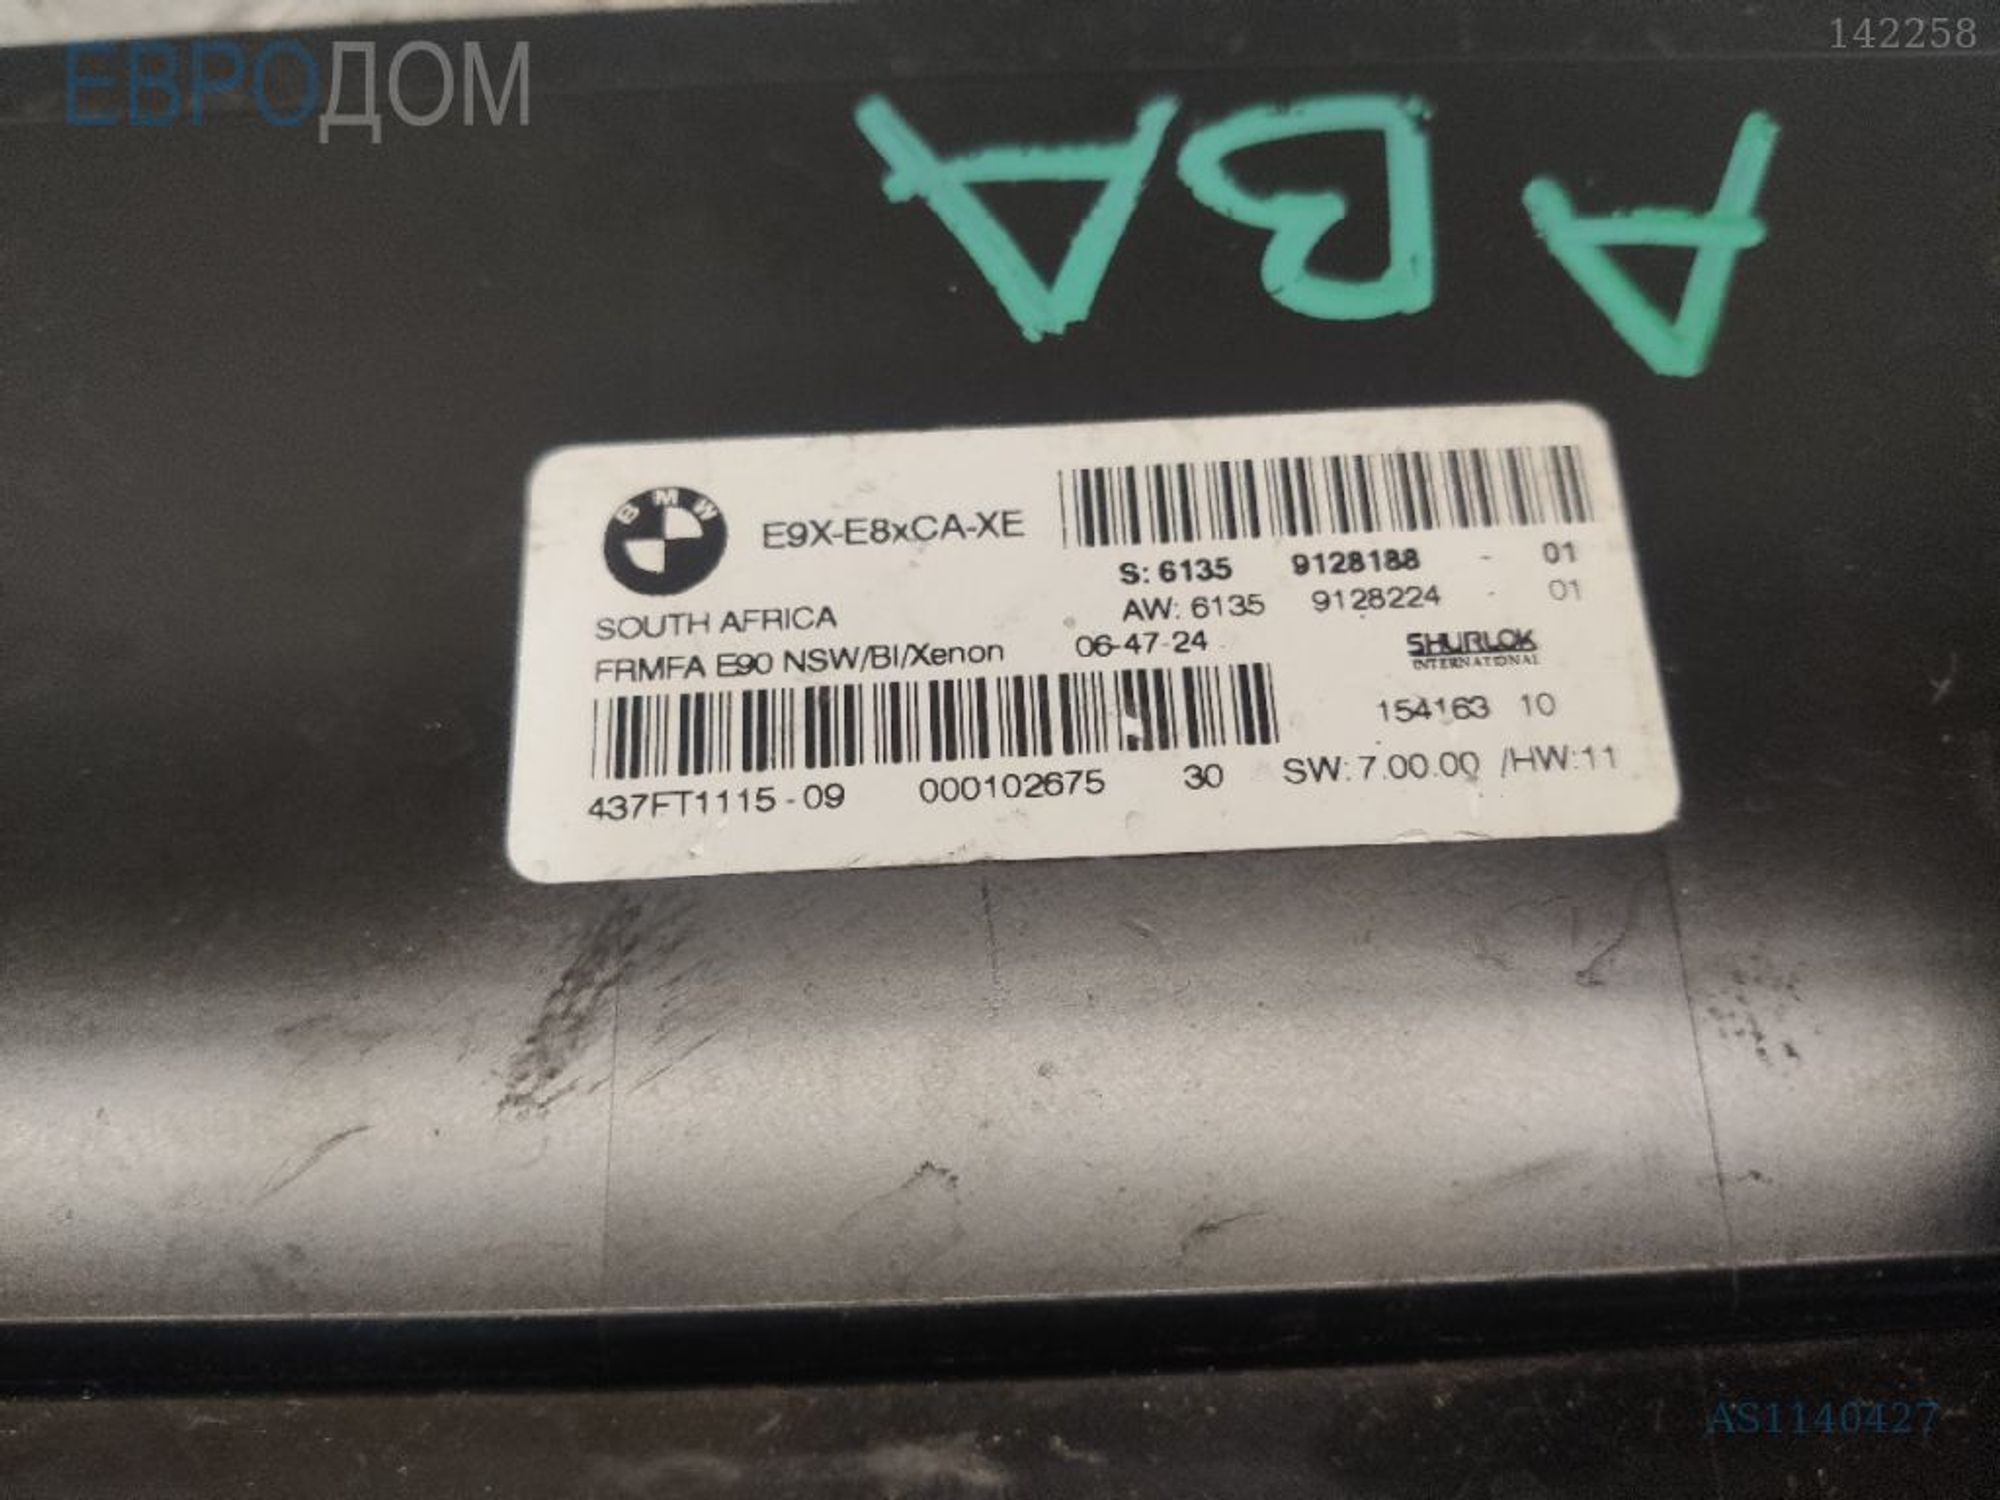 ЕВРОДОМ
142258
ABA
BMW
E9X-E8xCA-XE
S: 6135 9128188 - 01
AW: 6135 9128224 - 01
SOUTH AFRICA
FRMFA E90 NSW/BI/Xenon 06-47-24
SHURLOK
INTERNATIONAL
154163 10
437FT1115-09 000102675 30 SW:7.00.00 /HW:11
AS1140427